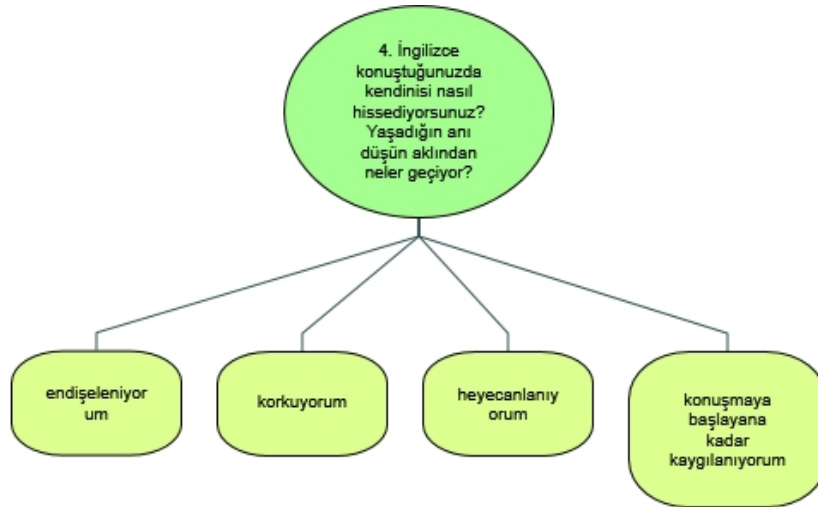 4. İngilizce
konuştuğunuzda
kendinisi nasıl
hissediyorsunuz?
Yaşadığın anı
düşün aklından
neler geçiyor?
endişeleniyor
um
korkuyorum
heyecanlanıy
orum
konuşmaya
başlayana
kadar
kaygılanıyorum